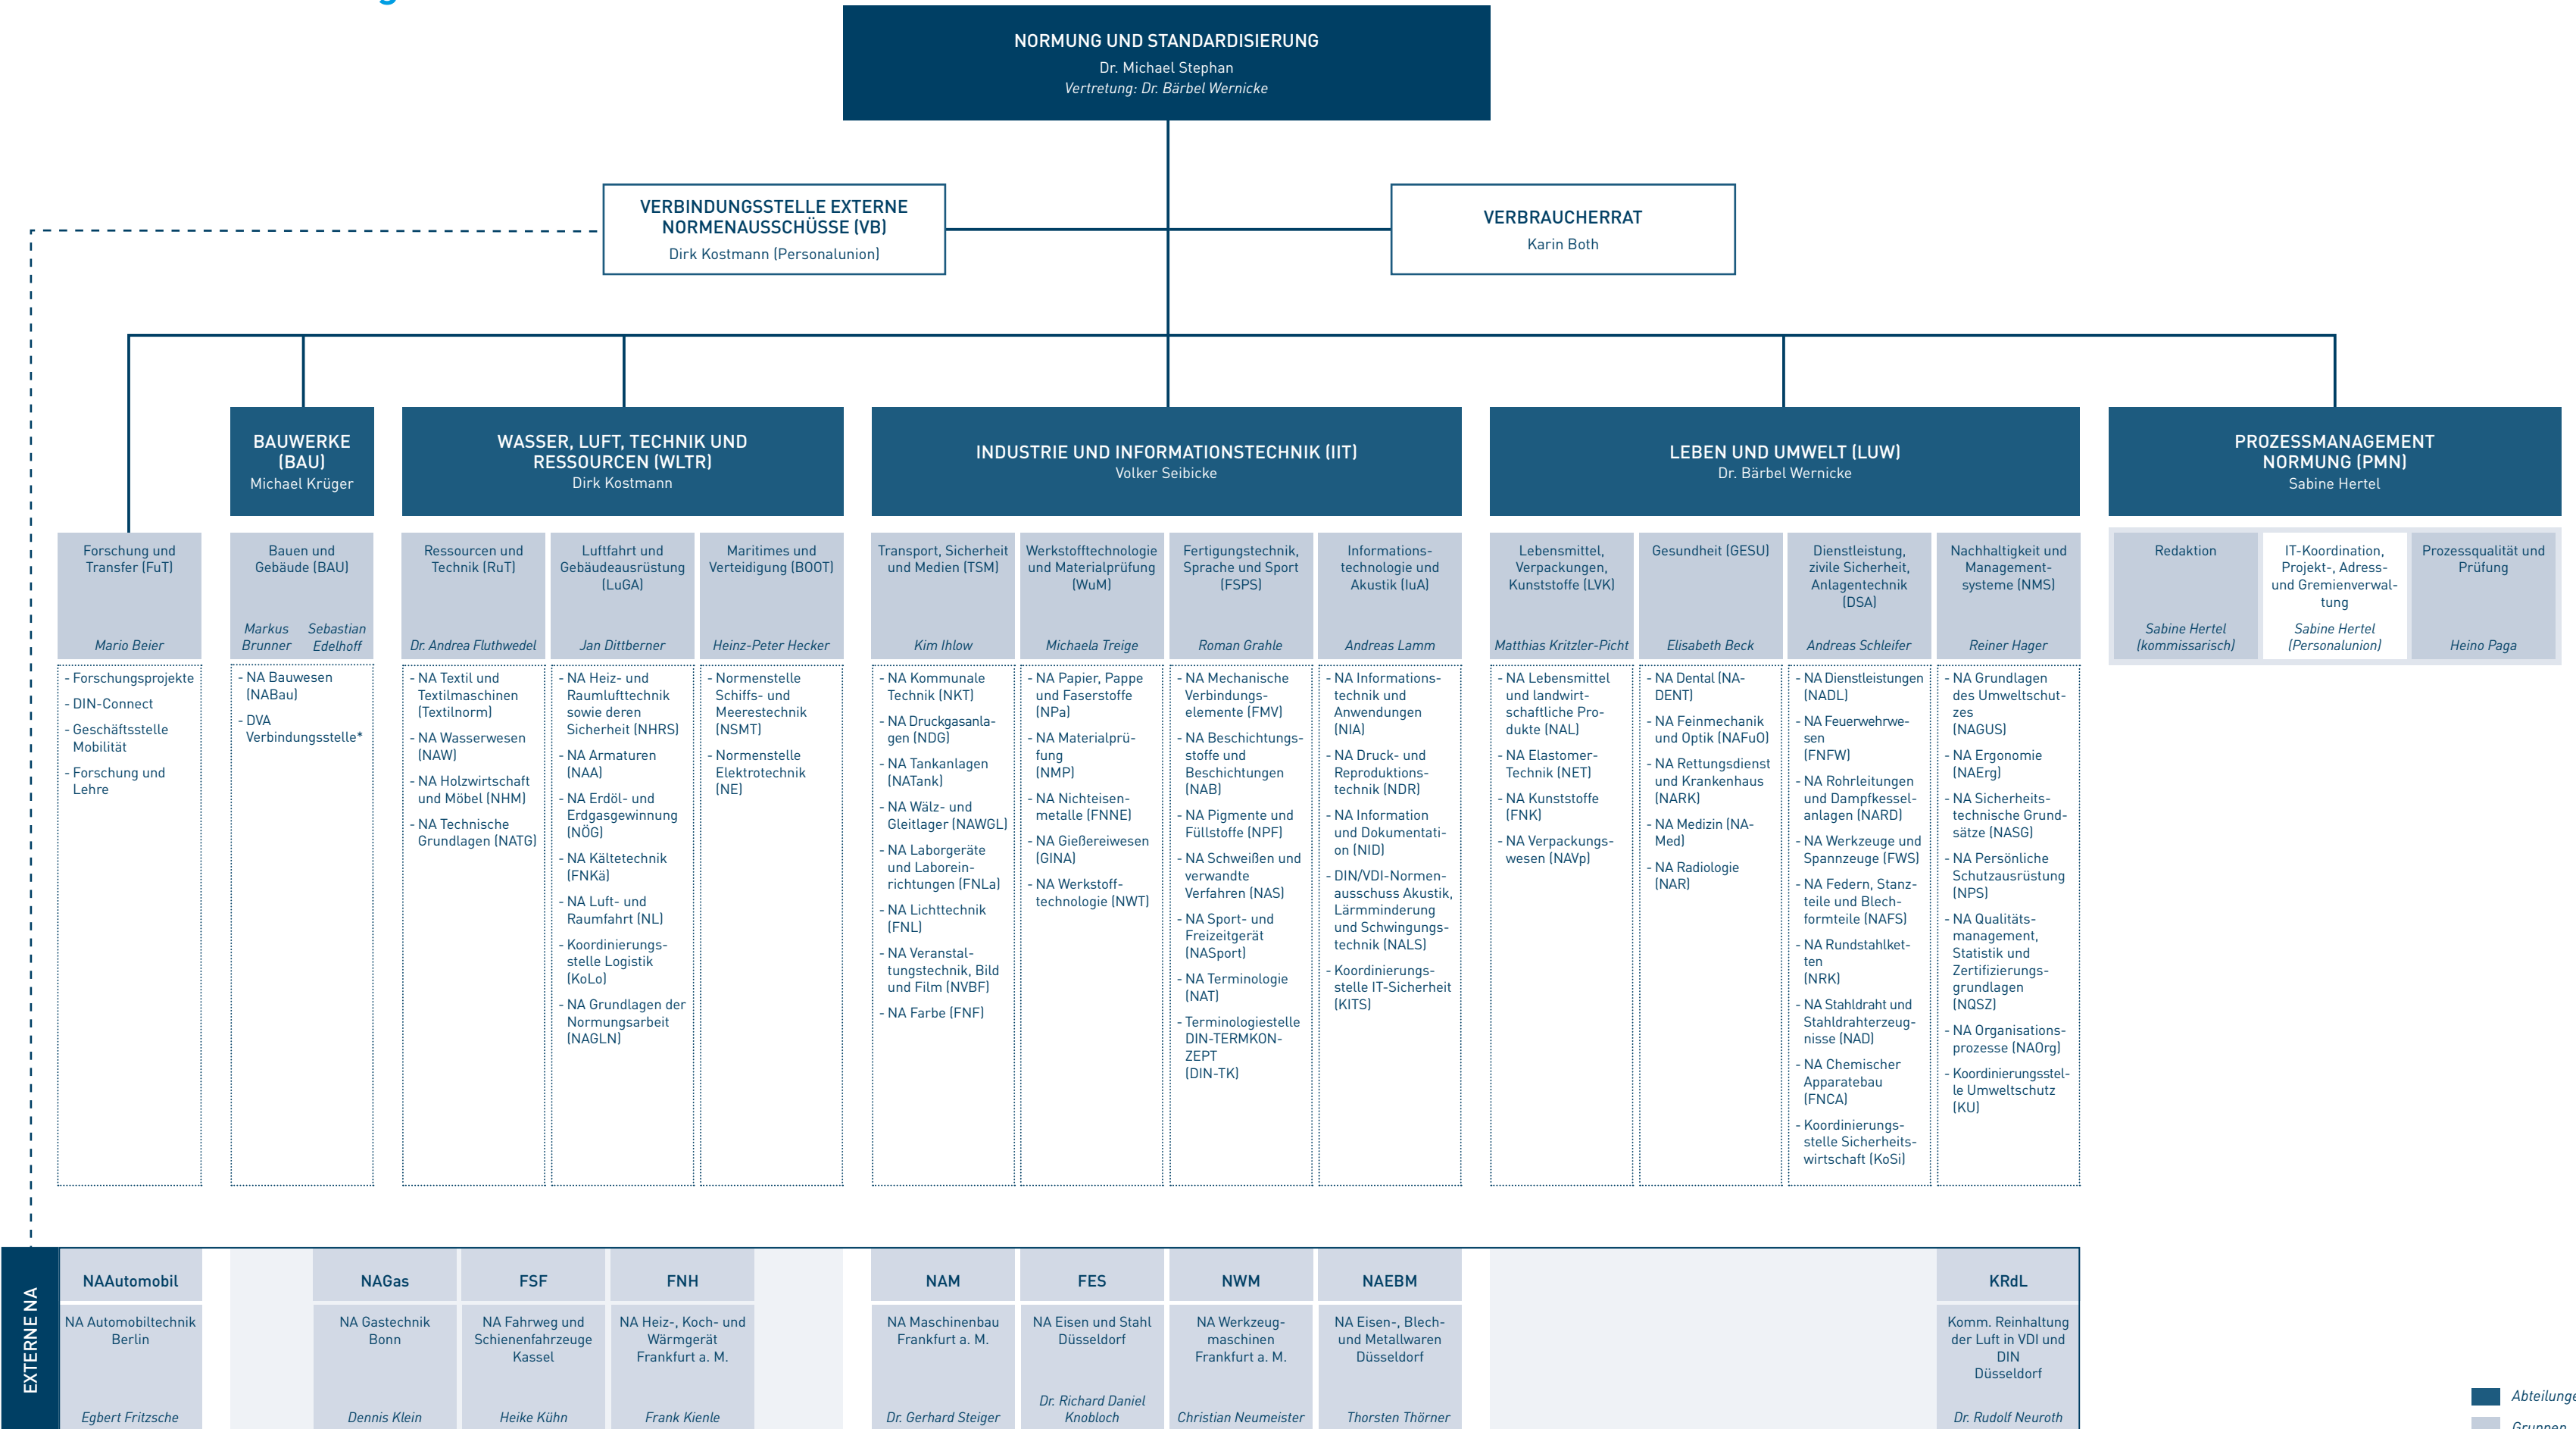 NORMUNG UND STANDARDISIERUNG
Dr. Michael Stephan
Vertretung: Dr. Bärbel Wernicke
VERBINDUNGSSTELLE EXTERNE
NORMENAUSSCHÜSSE (VB)
Dirk Kostmann (Personalunion)
VERBRAUCHERRAT
Karin Both
BAUWERKE
(BAU)
Michael Krüger
WASSER, LUFT, TECHNIK UND
RESSOURCEN (WLTR)
Dirk Kostmann
INDUSTRIE UND INFORMATIONSTECHNIK (IIT)
Volker Seibicke
LEBEN UND UMWELT (LUW)
Dr. Bärbel Wernicke
PROZESSMANAGEMENT
NORMUNG (PMN)
Sabine Hertel
Forschung und
Transfer (FuT)
Mario Beier
- Forschungsprojekte
- DIN-Connect
- Geschäftsstelle
Mobilität
- Forschung und
Lehre
Bauen und
Gebäude (BAU)
Markus
Brunner
Sebastian
Edelhoff
- NA Bauwesen
(NABau)
- DVA
Verbindungsstelle*
Ressourcen und
Technik (RuT)
Dr. Andrea Fluthwedel
- NA Textil und
Textilmaschinen
(Textilnorm)
- NA Wasserwesen
(NAW)
- NA Holzwirtschaft
und Möbel (NHM)
- NA Technische
Grundlagen (NATG)
Luftfahrt und
Gebäudeausrüstung
(LuGA)
Jan Dittberner
- NA Heiz- und
Raumlufttechnik
sowie deren
Sicherheit (NHRS)
- NA Armaturen
(NAA)
- NA Erdöl- und
Erdgasgewinnung
(NÖG)
- NA Kältetechnik
(FNKä)
- NA Luft- und
Raumfahrt (NL)
- Koordinierungs-
stelle Logistik
(KoLo)
- NA Grundlagen der
Normungsarbeit
(NAGLN)
Maritimes und
Verteidigung (BOOT)
Heinz-Peter Hecker
- Normenstelle
Schiffs- und
Meerestechnik
(NSMT)
- Normenstelle
Elektrotechnik
(NE)
Transport, Sicherheit
und Medien (TSM)
Kim Ihlow
- NA Kommunale
Technik (NKT)
- NA Druckgasanla-
gen (NDG)
- NA Tankanlagen
(NATank)
- NA Wälz- und
Gleitlager (NAWGL)
- NA Laborgeräte
und Laborein-
richtungen (FNLa)
- NA Lichttechnik
(FNL)
- NA Veranstal-
tungstechnik, Bild
und Film (NVBF)
- NA Farbe (FNF)
Werkstofftechnologie
und Materialprüfung
(WuM)
Michaela Treige
- NA Papier, Pappe
und Faserstoffe
(NPa)
- NA Materialprü-
fung
(NMP)
- NA Nichteisen-
metalle (FNNE)
- NA Gießereiwesen
(GINA)
- NA Werkstoff-
technologie (NWT)
Fertigungstechnik,
Sprache und Sport
(FSPS)
Roman Grahle
- NA Mechanische
Verbindungs-
elemente (FMV)
- NA Beschichtungs-
stoffe und
Beschichtungen
(NAB)
- NA Pigmente und
Füllstoffe (NPF)
- NA Schweißen und
verwandte
Verfahren (NAS)
- NA Sport- und
Freizeitgerät
(NASport)
- NA Terminologie
(NAT)
- Terminologiestelle
DIN-TERMKON-
ZEPT
(DIN-TK)
Informations-
technologie und
Akustik (IuA)
Andreas Lamm
- NA Informations-
technik und
Anwendungen
(NIA)
- NA Druck- und
Reproduktions-
technik (NDR)
- NA Information
und Dokumentati-
on (NID)
- DIN/VDI-Normen-
ausschuss Akustik,
Lärmminderung
und Schwingungs-
technik (NALS)
- Koordinierungs-
stelle IT-Sicherheit
(KITS)
Lebensmittel,
Verpackungen,
Kunststoffe (LVK)
Matthias Kritzler-Picht
- NA Lebensmittel
und landwirt-
schaftliche Pro-
dukte (NAL)
- NA Elastomer-
Technik (NET)
- NA Kunststoffe
(FNK)
- NA Verpackungs-
wesen (NAVp)
Gesundheit (GESU)
Elisabeth Beck
- NA Dental (NA-
DENT)
- NA Feinmechanik
und Optik (NAFuO)
- NA Rettungsdienst
und Krankenhaus
(NARK)
- NA Medizin (NA-
Med)
- NA Radiologie
(NAR)
Dienstleistung,
zivile Sicherheit,
Anlagentechnik
(DSA)
Andreas Schleifer
- NA Dienstleistungen
(NADL)
- NA Feuerwehrwe-
sen
(FNFW)
- NA Rohrleitungen
und Dampfkessel-
anlagen (NARD)
- NA Werkzeuge und
Spannzeuge (FWS)
- NA Federn, Stanz-
teile und Blech-
formteile (NAFS)
- NA Rundstahlket-
ten
(NRK)
- NA Stahldraht und
Stahldrahterzeug-
nisse (NAD)
- NA Chemischer
Apparatebau
(FNCA)
- Koordinierungs-
stelle Sicherheits-
wirtschaft (KoSi)
Nachhaltigkeit und
Management-
systeme (NMS)
Reiner Hager
- NA Grundlagen
des Umweltschut-
zes
(NAGUS)
- NA Ergonomie
(NAErg)
- NA Sicherheits-
technische Grund-
sätze (NASG)
- NA Persönliche
Schutzausrüstung
(NPS)
- NA Qualitäts-
management,
Statistik und
Zertifizierungs-
grundlagen
(NQSZ)
- NA Organisations-
prozesse (NAOrg)
- Koordinierungsstel-
le Umweltschutz
(KU)
Redaktion
Sabine Hertel
(kommissarisch)
IT-Koordination,
Projekt-, Adress-
und Gremienverwal-
tung
Sabine Hertel
(Personalunion)
Prozessqualität und
Prüfung
Heino Paga
EXTERNE NA
NAAutomobil
NA Automobiltechnik
Berlin
Egbert Fritzsche
NAGas
NA Gastechnik
Bonn
Dennis Klein
FSF
NA Fahrweg und
Schienenfahrzeuge
Kassel
Heike Kühn
FNH
NA Heiz-, Koch- und
Wärmgerät
Frankfurt a. M.
Frank Kienle
NAM
NA Maschinenbau
Frankfurt a. M.
Dr. Gerhard Steiger
FES
NA Eisen und Stahl
Düsseldorf
Dr. Richard Daniel
Knobloch
NWM
NA Werkzeug-
maschinen
Frankfurt a. M.
Christian Neumeister
NAEBM
NA Eisen-, Blech-
und Metallwaren
Düsseldorf
Thorsten Thörner
KRdL
Komm. Reinhaltung
der Luft in VDI und
DIN
Düsseldorf
Dr. Rudolf Neuroth
Abteilunge
Gruppen